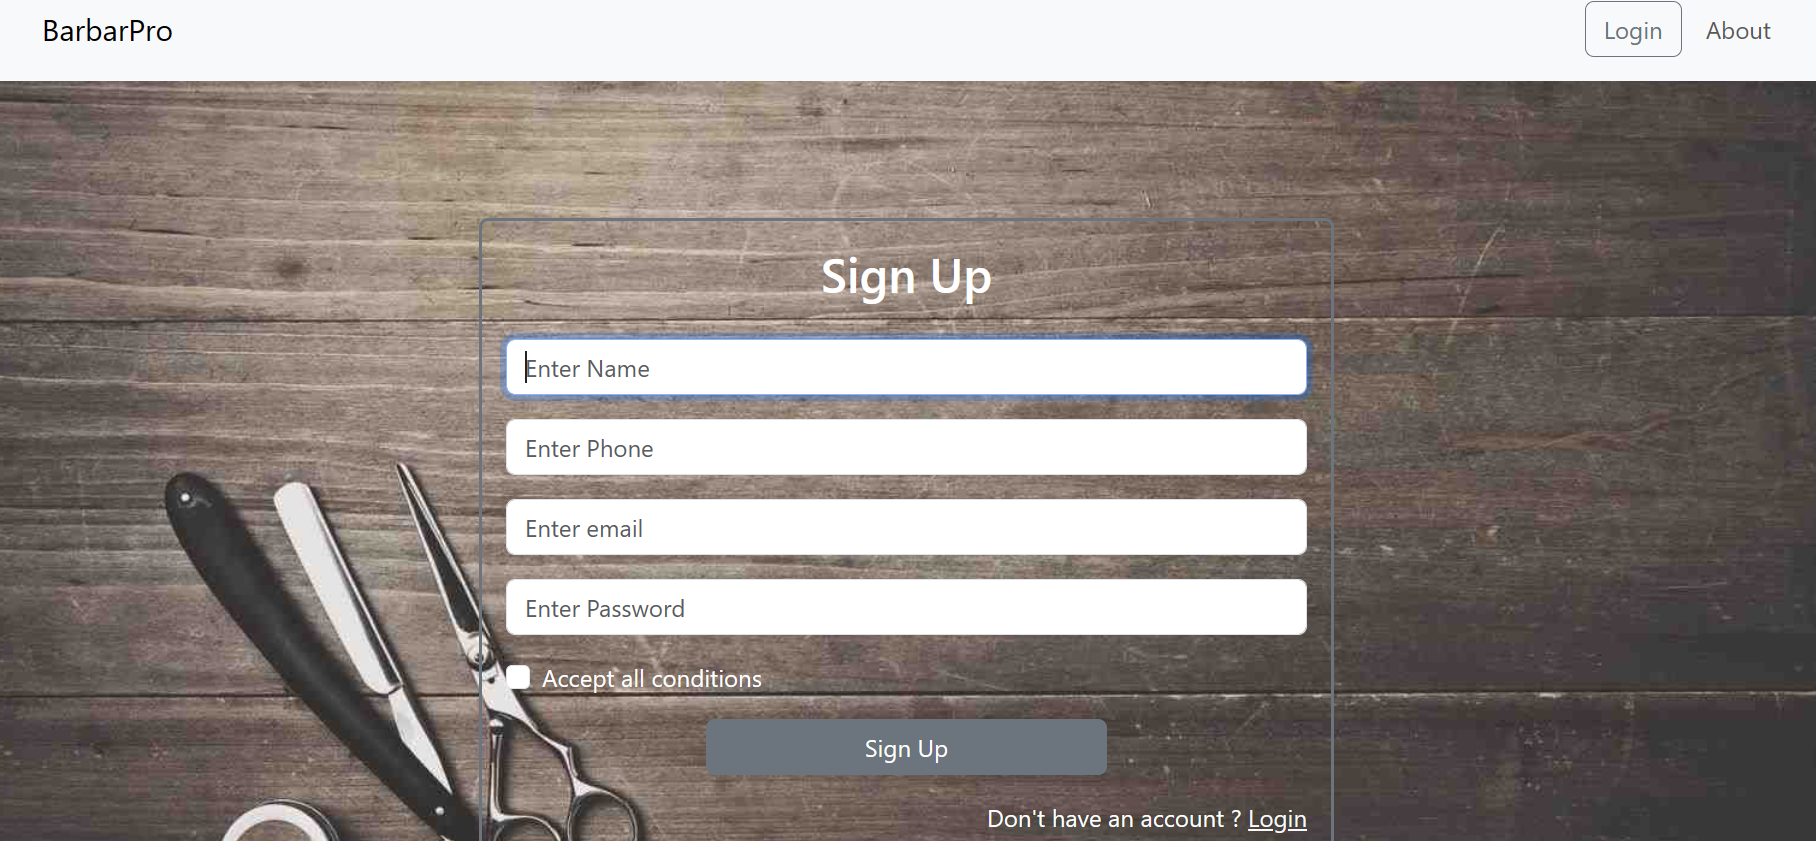 BarbarPro
Login About
Sign Up
Enter Name
Enter Phone
Enter email
Enter Password
Accept all conditions
Sign Up
Don't have an account ? Login